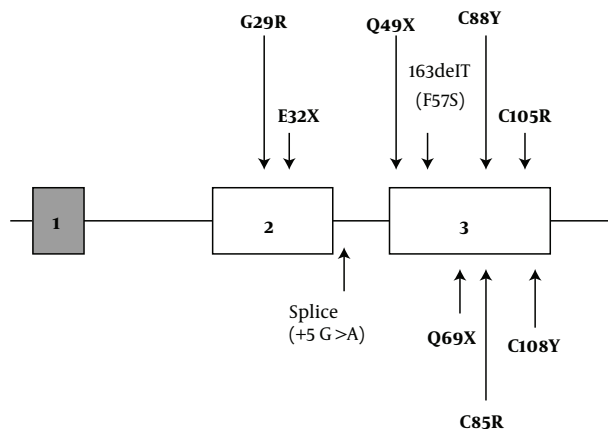 G29R
Q49X
C88Y
163delT
(F57S)
E32X
C105R
1
2
3
Splice
(+5 G >A)
Q69X
C108Y
C85R